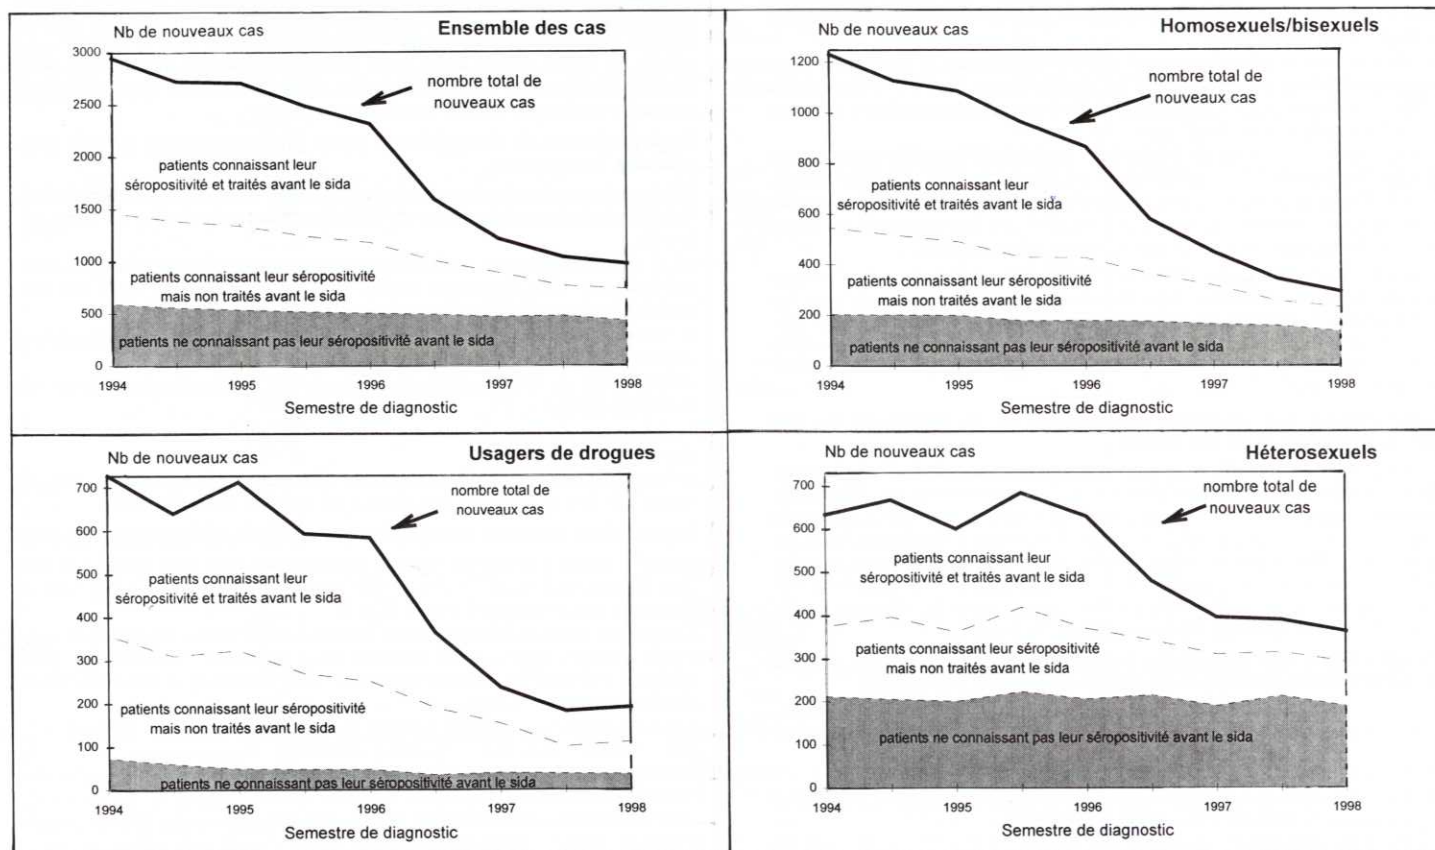 Nb de nouveaux cas
Ensemble des cas
3000
2500
2000
1500
1000
500
0
nombre total de
nouveaux cas
patients connaissant leur
séropositivité et traités avant le sida
patients connaissant leur séropositivité
mais non traités avant le sida
patients ne connaissant pas leur séropositivité avant le sida
1994 1995 1996 1997 1998
Semestre de diagnostic
Nb de nouveaux cas
Homosexuels/bisexuels
1200
1000
800
600
400
200
0
nombre total de
nouveaux cas
patients connaissant leur
séropositivité et traités avant le sida
patients connaissant leur séropositivité
mais non traités avant le sida
patients ne connaissant pas leur séropositivité avant le sida
1994 1995 1996 1997 1998
Semestre de diagnostic
Nb de nouveaux cas
Usagers de drogues
700
600
500
400
300
200
100
0
nombre total de
nouveaux cas
patients connaissant leur
séropositivité et traités avant le sida
patients connaissant leur séropositivité
mais non traités avant le sida
patients ne connaissant pas leur séropositivité avant le sida
1994 1995 1996 1997 1998
Semestre de diagnostic
Nb de nouveaux cas
Héterosexuels
700
600
500
400
300
200
100
0
nombre total de
nouveaux cas
patients connaissant leur
séropositivité et traités avant le sida
patients connaissant leur séropositivité
mais non traités avant le sida
patients ne connaissant pas leur séropositivité avant le sida
1994 1995 1996 1997 1998
Semestre de diagnostic